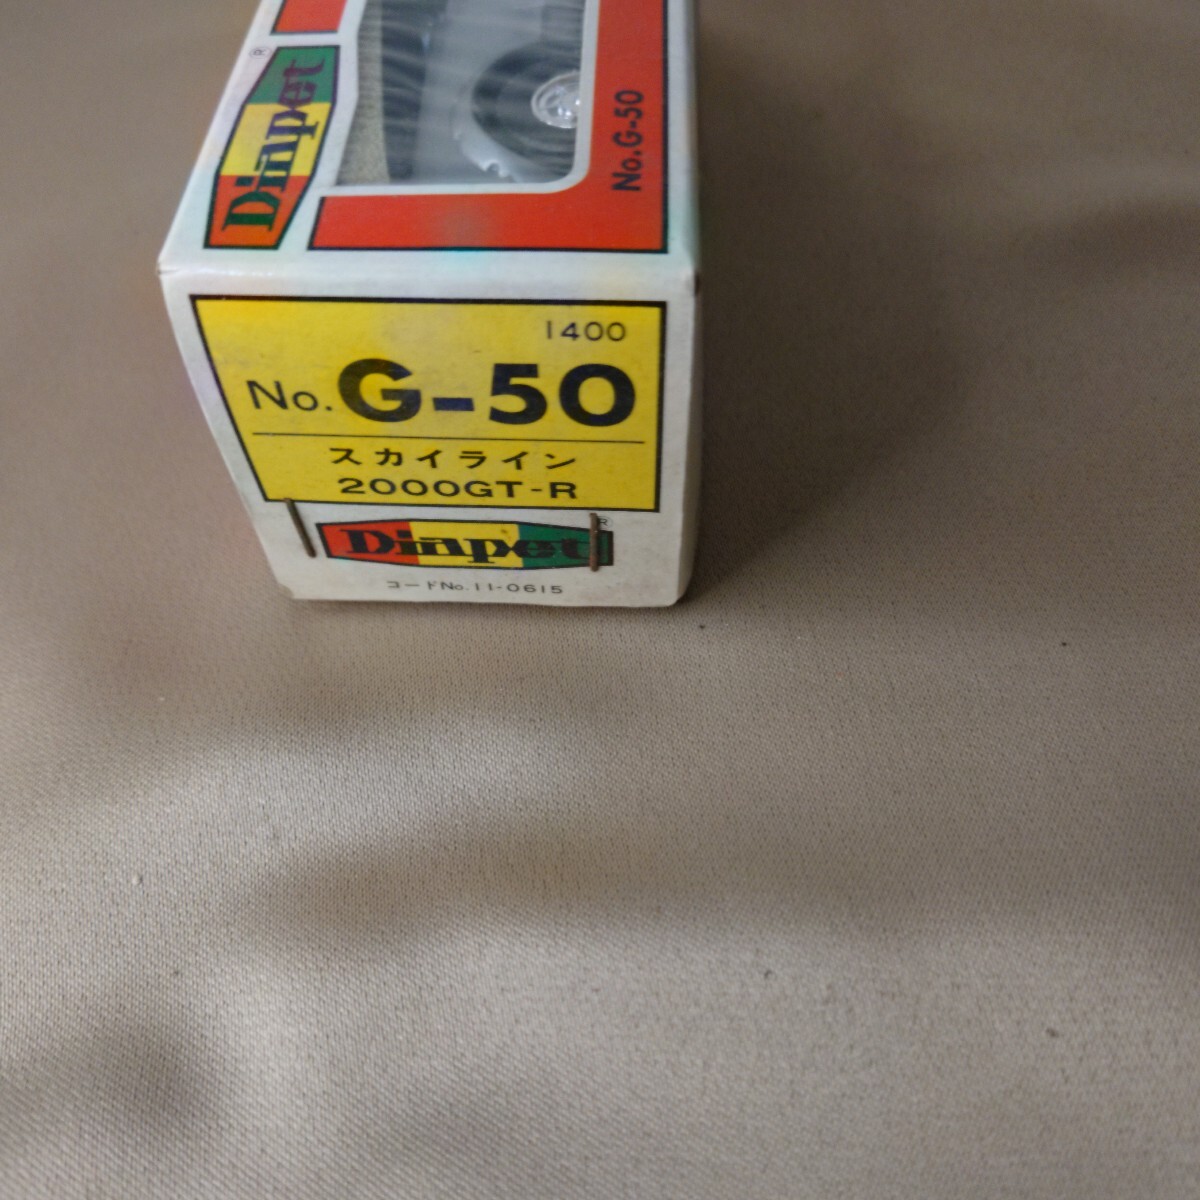 Diapet ®
No.G-50
1400
No. G-50
スカイライン
2000GT-R
Diapet ®
コードNo.11-0615